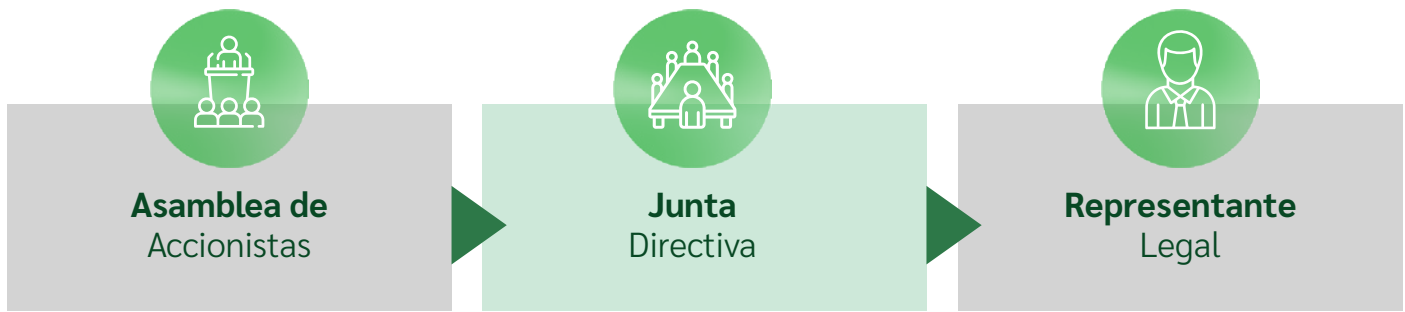 Asamblea de
Accionistas
Junta
Directiva
Representante
Legal